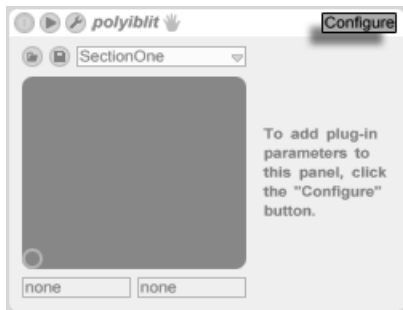 polyiblit
Configure
SectionOne
To add plug-in
parameters to
this panel, click
the "Configure"
button.
none
none